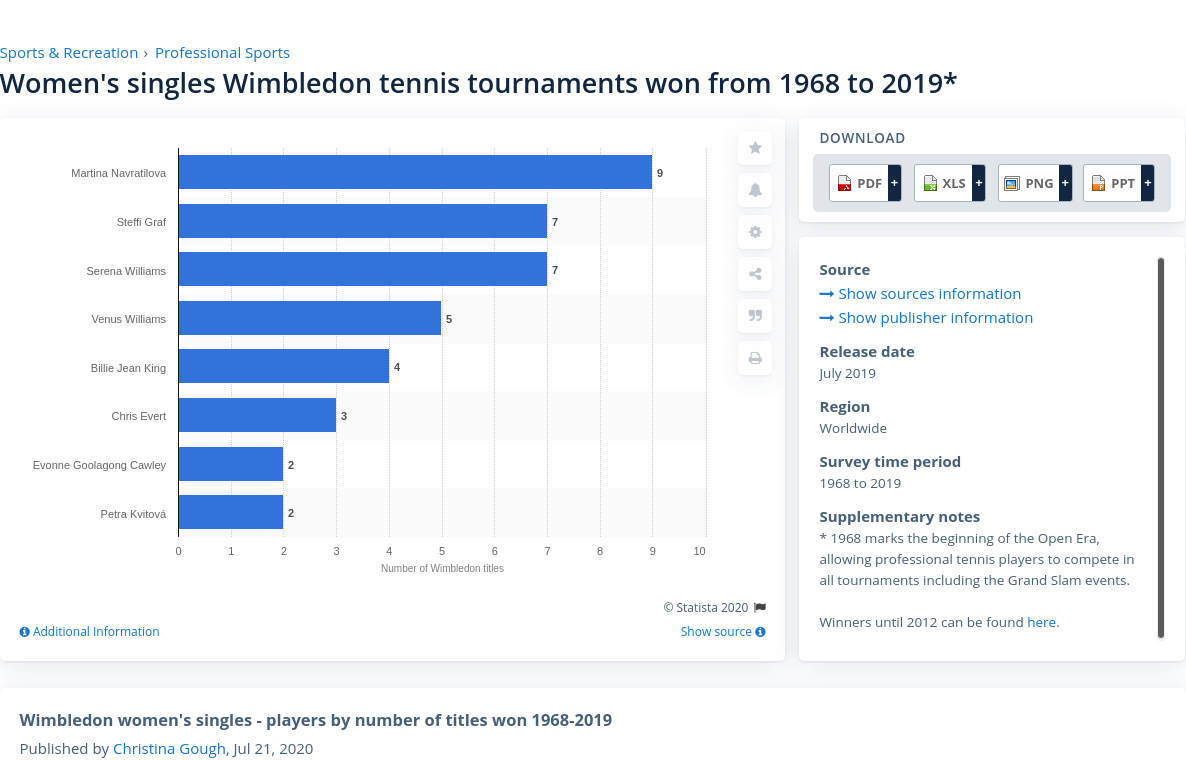 Sports & Recreation › Professional Sports
Women's singles Wimbledon tennis tournaments won from 1968 to 2019*
Martina Navratilova 9
Steffi Graf 7
Serena Williams 7
Venus Williams 5
Billie Jean King 4
Chris Evert 3
Evonne Goolagong Cawley 2
Petra Kvitová 2
0 1 2 3 4 5 6 7 8 9 10
Number of Wimbledon titles
© Statista 2020
Additional Information
Show source
DOWNLOAD
PDF + XLS + PNG + PPT +
Source
Show sources information
Show publisher information
Release date
July 2019
Region
Worldwide
Survey time period
1968 to 2019
Supplementary notes
* 1968 marks the beginning of the Open Era,
allowing professional tennis players to compete in
all tournaments including the Grand Slam events.
Winners until 2012 can be found here.
Wimbledon women's singles - players by number of titles won 1968-2019
Published by Christina Gough, Jul 21, 2020